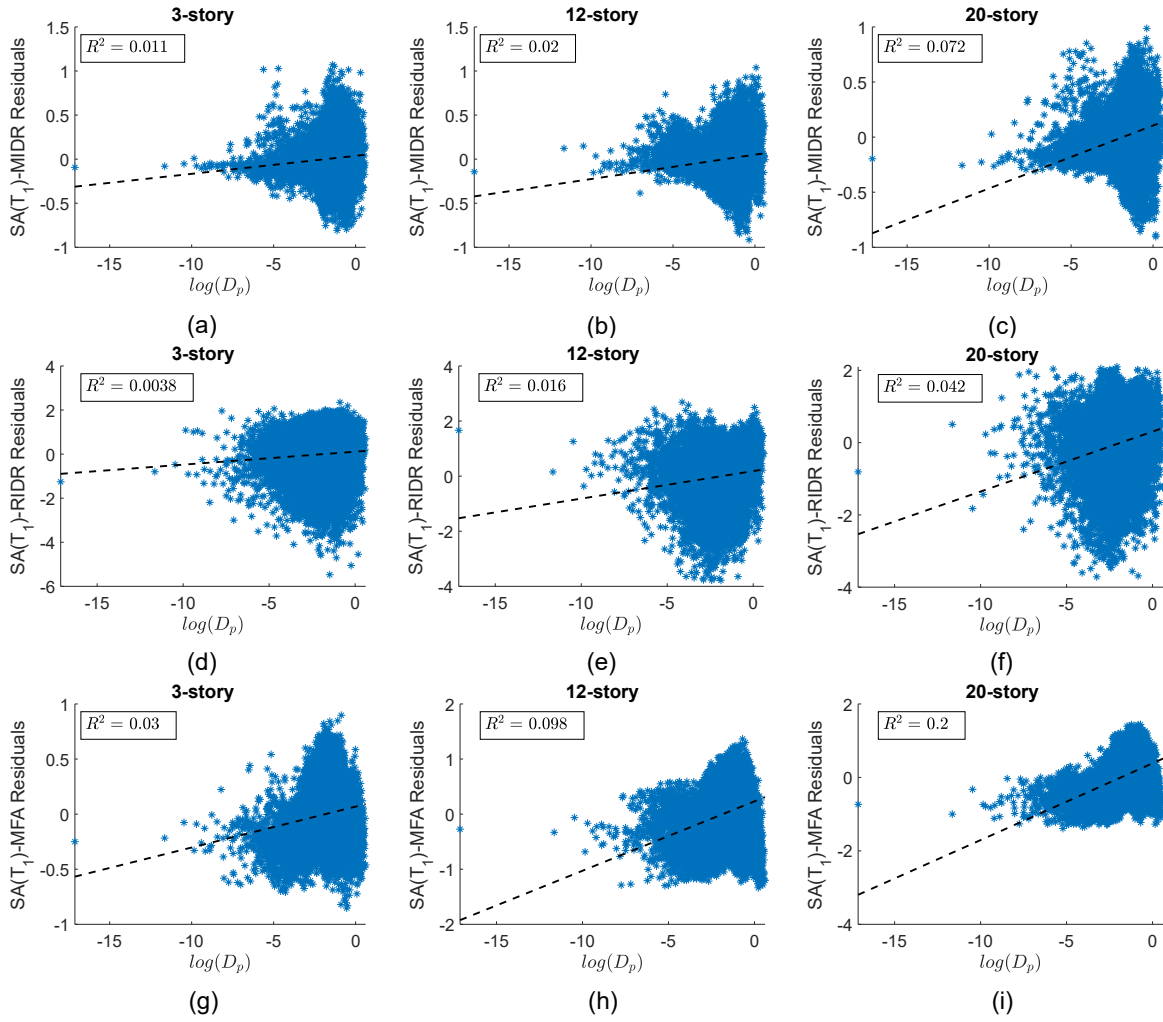 3-story
R² = 0.011
SA(T₁)-MIDR Residuals
1.5
1
0.5
0
-0.5
-1
-15 -10 -5 0
log(Dₚ)
(a)
12-story
R² = 0.02
SA(T₁)-MIDR Residuals
1.5
1
0.5
0
-0.5
-1
-15 -10 -5 0
log(Dₚ)
(b)
20-story
R² = 0.072
SA(T₁)-MIDR Residuals
1
0.5
0
-0.5
-1
-15 -10 -5 0
log(Dₚ)
(c)
3-story
R² = 0.0038
SA(T₁)-RIDR Residuals
4
2
0
-2
-4
-6
-15 -10 -5 0
log(Dₚ)
(d)
12-story
R² = 0.016
SA(T₁)-RIDR Residuals
4
2
0
-2
-4
-15 -10 -5 0
log(Dₚ)
(e)
20-story
R² = 0.042
SA(T₁)-RIDR Residuals
2
0
-2
-4
-15 -10 -5 0
log(Dₚ)
(f)
3-story
R² = 0.03
SA(T₁)-MFA Residuals
1
0.5
0
-0.5
-1
-15 -10 -5 0
log(Dₚ)
(g)
12-story
R² = 0.098
SA(T₁)-MFA Residuals
2
1
0
-1
-2
-15 -10 -5 0
log(Dₚ)
(h)
20-story
R² = 0.2
SA(T₁)-MFA Residuals
2
0
-2
-4
-15 -10 -5 0
log(Dₚ)
(i)